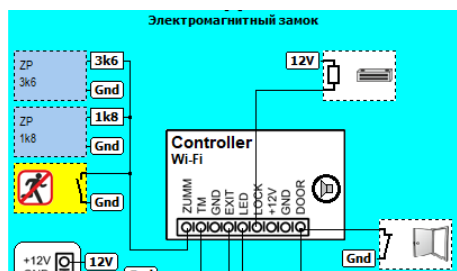 Электромагнитный замок
ZP
3k6
3k6
Gnd
12V
ZP
1k8
1k8
Gnd
Controller
Wi-Fi
Gnd
ZUMM
TM
GND
EXIT
LED
LOCK
+12V
GND
DOOR
Gnd
+12V
12V